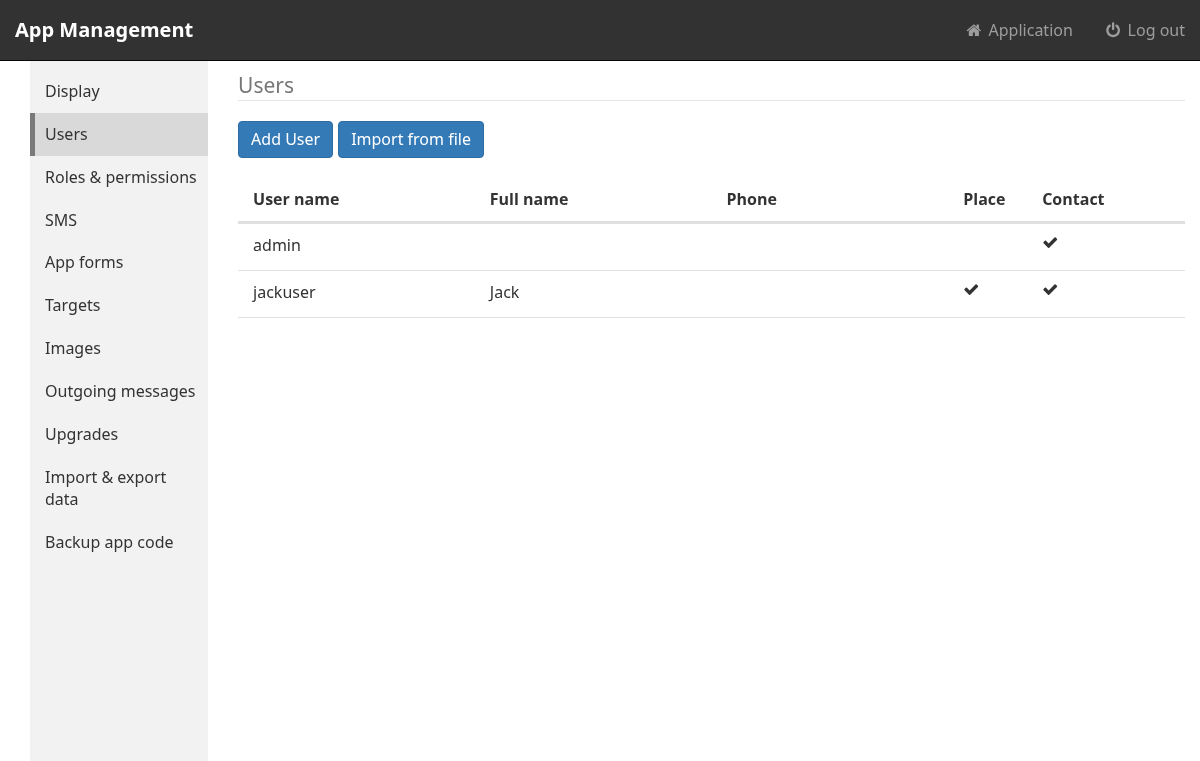 App Management
Application
Log out
Display
Users
Roles & permissions
SMS
App forms
Targets
Images
Outgoing messages
Upgrades
Import & export
data
Backup app code
Users
Add User
Import from file
User name Full name Phone Place Contact
admin
jackuser Jack